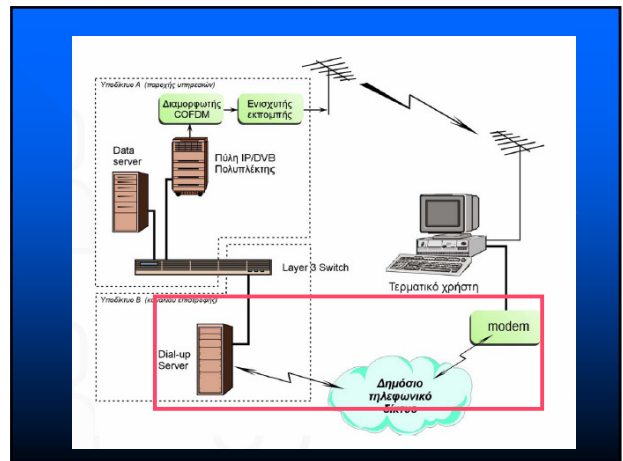 Υποδίκτυο Α (παροχής υπηρεσιών)
Διαμορφωτής
COFDM
Ενισχυτής
εκπομπής
Data
server
Πύλη IP/DVB
Πολυπλέκτης
Layer 3 Switch
Τερματικό χρήστη
Υποδίκτυο Β (καναλιού επιστροφής)
modem
Dial-up
Server
Δημόσιο
τηλεφωνικό
δίκτυο